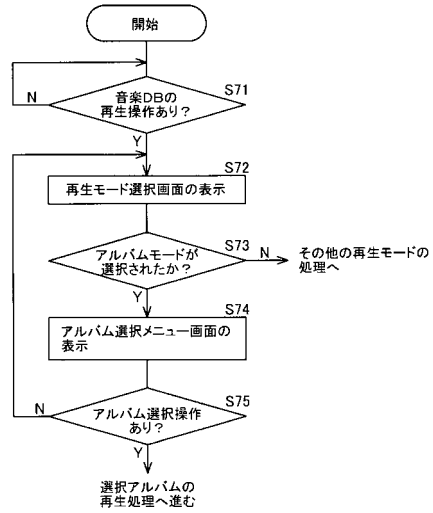 開始
S71
音楽DBの
再生操作あり?
N
Y
S72
再生モード選択画面の表示
S73
アルバムモードが
選択されたか?
N
その他の再生モードの
処理へ
Y
S74
アルバム選択メニュー画面の
表示
S75
アルバム選択操作
あり?
N
Y
選択アルバムの
再生処理へ進む